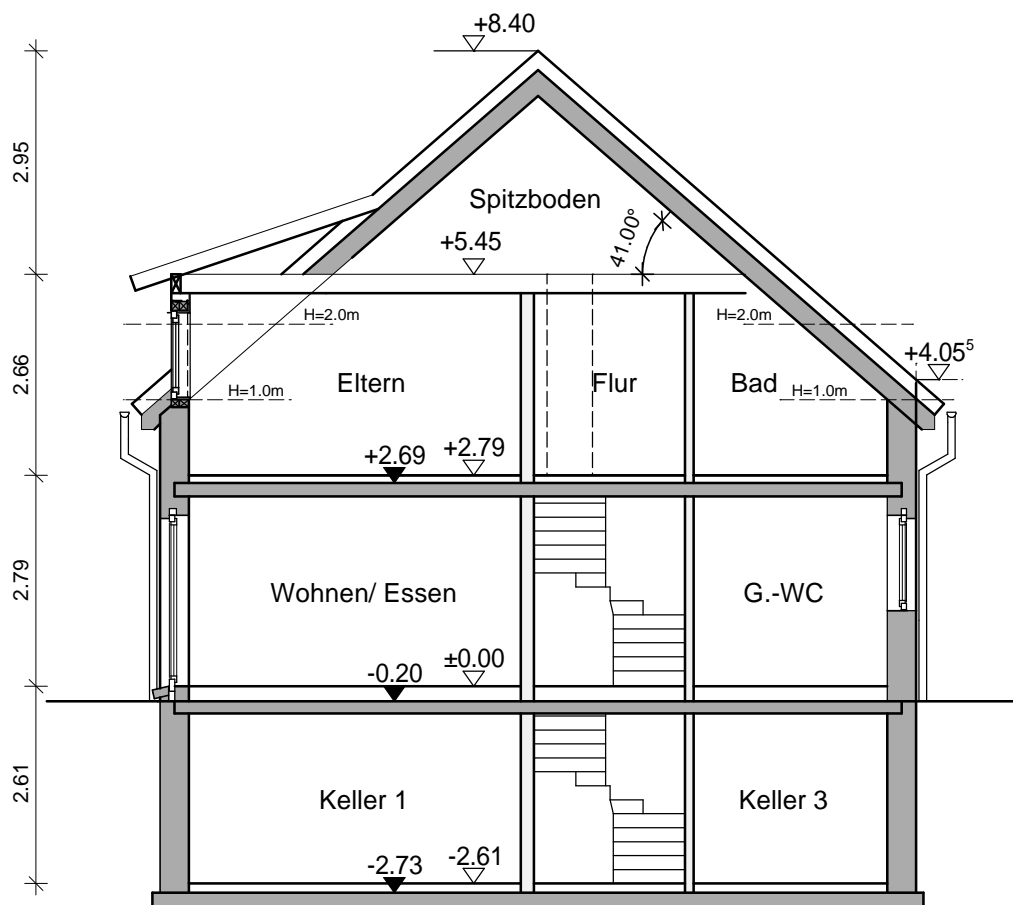 +8.40
2.95
Spitzboden
41.00°
+5.45
H=2.0m
H=2.0m
+4.05⁵
2.66
Eltern
Flur
Bad
H=1.0m
H=1.0m
+2.69
+2.79
2.79
Wohnen/ Essen
G.-WC
±0.00
-0.20
2.61
Keller 1
Keller 3
-2.73
-2.61